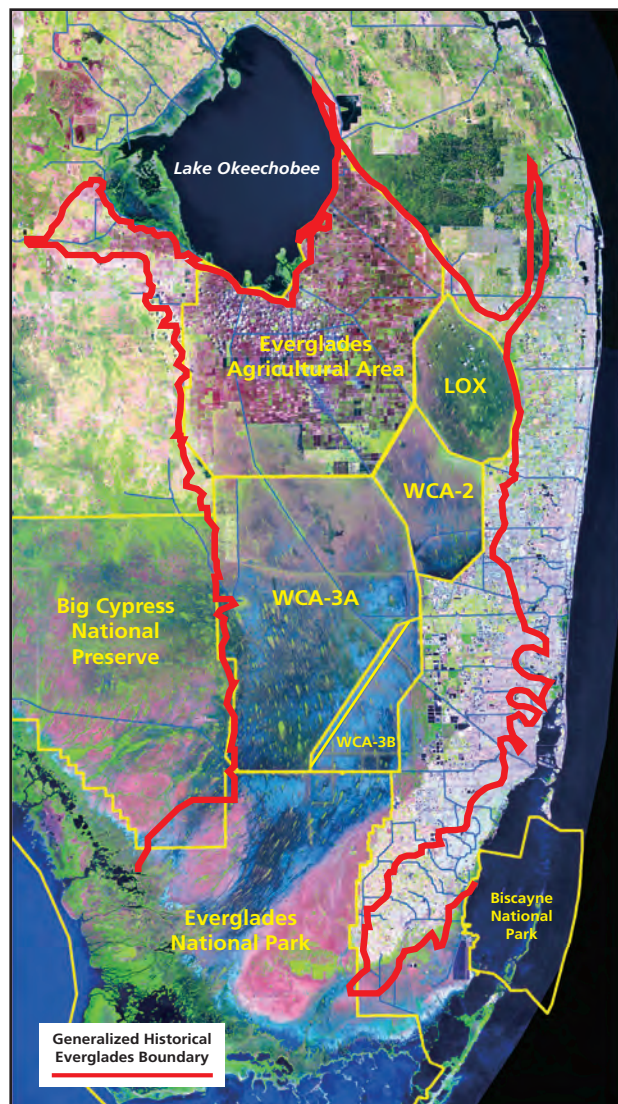 Lake Okeechobee
Everglades
Agricultural Area
LOX
WCA-2
WCA-3A
Big Cypress
National
Preserve
WCA-3B
Everglades
National Park
Biscayne
National
Park
Generalized Historical
Everglades Boundary